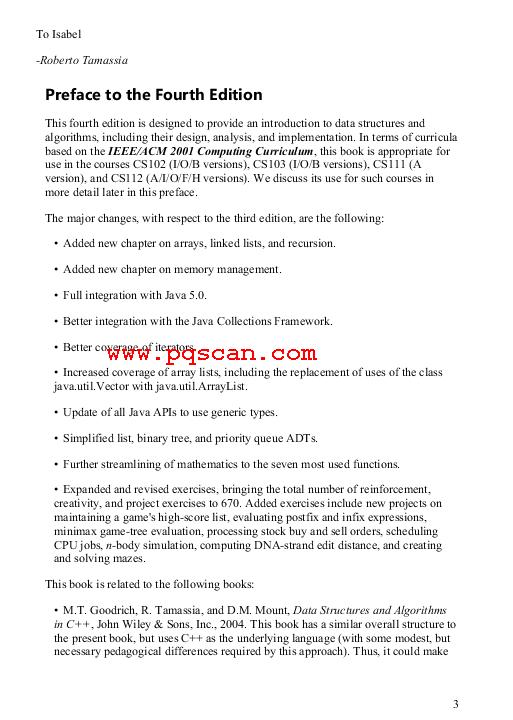 To Isabel
-Roberto Tamassia
Preface to the Fourth Edition
This fourth edition is designed to provide an introduction to data structures and
algorithms, including their design, analysis, and implementation. In terms of curricula
based on the IEEE/ACM 2001 Computing Curriculum, this book is appropriate for
use in the courses CS102 (I/O/B versions), CS103 (I/O/B versions), CS111 (A
version), and CS112 (A/I/O/F/H versions). We discuss its use for such courses in
more detail later in this preface.
The major changes, with respect to the third edition, are the following:
• Added new chapter on arrays, linked lists, and recursion.
• Added new chapter on memory management.
• Full integration with Java 5.0.
• Better integration with the Java Collections Framework.
• Better coverage of iterators.
www.pqscan.com
• Increased coverage of array lists, including the replacement of uses of the class
java.util.Vector with java.util.ArrayList.
• Update of all Java APIs to use generic types.
• Simplified list, binary tree, and priority queue ADTs.
• Further streamlining of mathematics to the seven most used functions.
• Expanded and revised exercises, bringing the total number of reinforcement,
creativity, and project exercises to 670. Added exercises include new projects on
maintaining a game's high-score list, evaluating postfix and infix expressions,
minimax game-tree evaluation, processing stock buy and sell orders, scheduling
CPU jobs, n-body simulation, computing DNA-strand edit distance, and creating
and solving mazes.
This book is related to the following books:
• M.T. Goodrich, R. Tamassia, and D.M. Mount, Data Structures and Algorithms
in C++, John Wiley & Sons, Inc., 2004. This book has a similar overall structure to
the present book, but uses C++ as the underlying language (with some modest, but
necessary pedagogical differences required by this approach). Thus, it could make
3